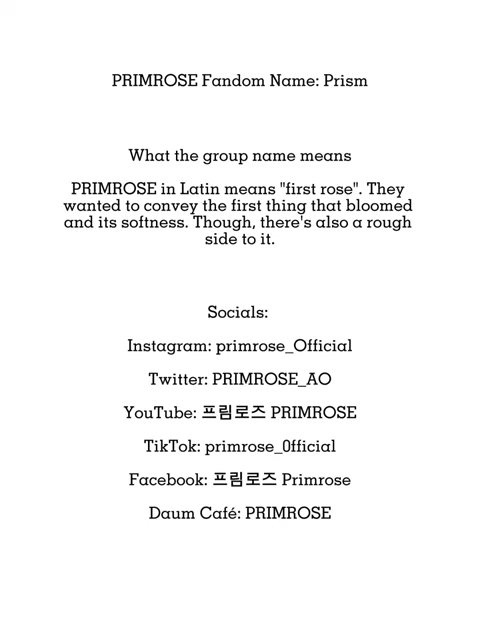 PRIMROSE Fandom Name: Prism
What the group name means
PRIMROSE in Latin means "first rose". They
wanted to convey the first thing that bloomed
and its softness. Though, there's also a rough
side to it.
Socials:
Instagram: primrose_Official
Twitter: PRIMROSE_AO
YouTube: 프림로즈 PRIMROSE
TikTok: primrose_0fficial
Facebook: 프림로즈 Primrose
Daum Café: PRIMROSE